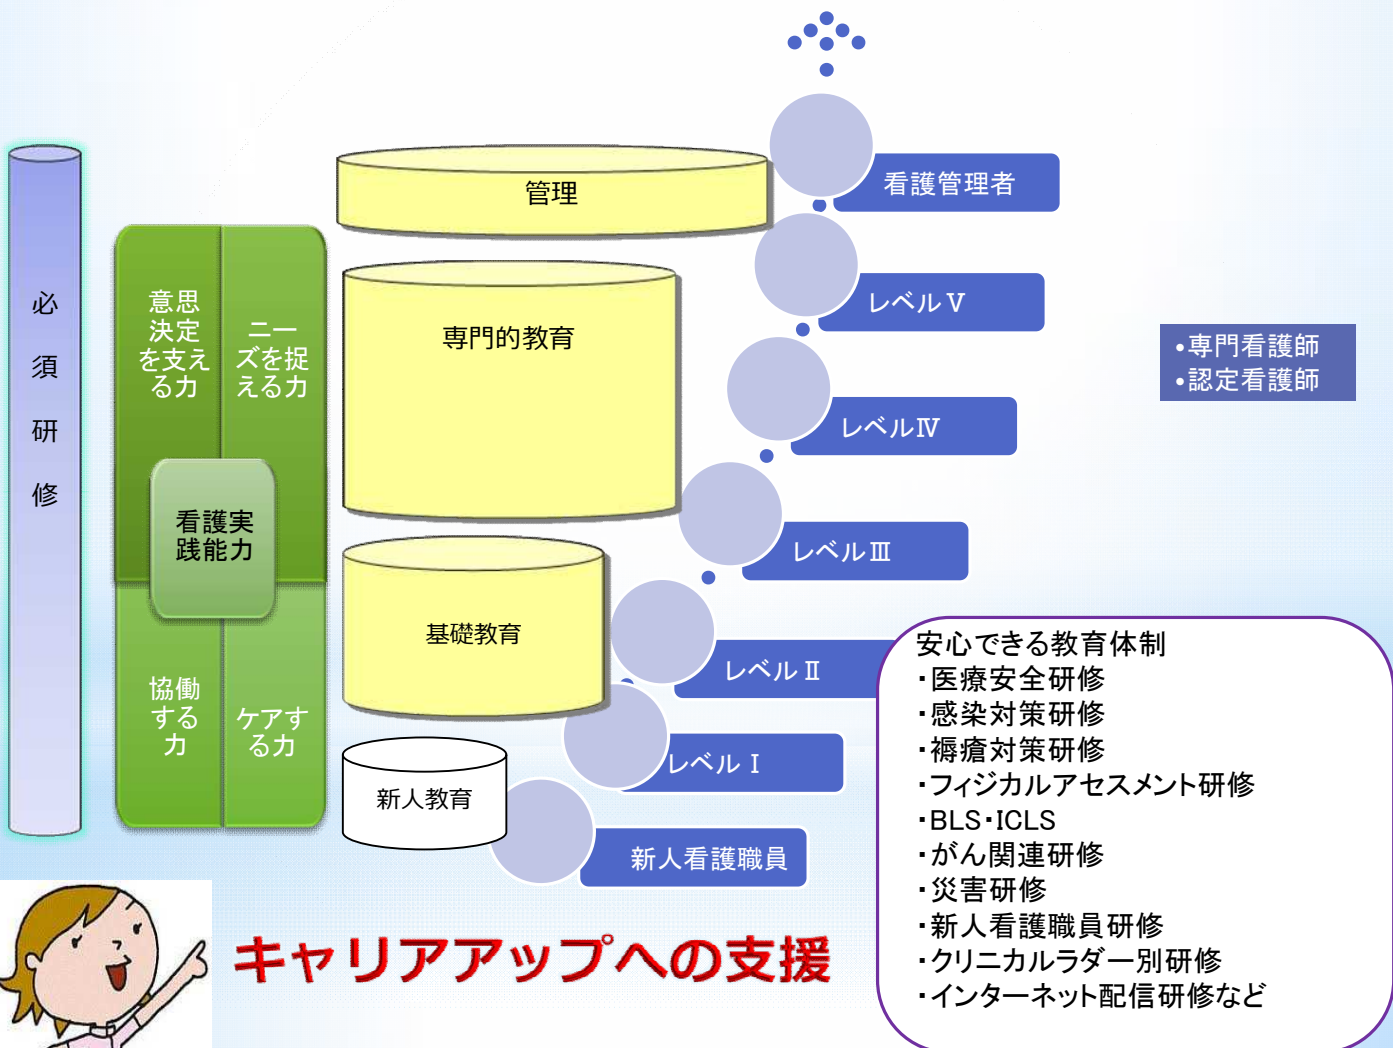 必
須
研
修
意思
決定
を支え
る力
ニー
ズを捉
える力
看護実
践能力
協働
する
力
ケアす
る力
管理
専門的教育
基礎教育
新人教育
看護管理者
レベルⅤ
レベルⅣ
レベルⅢ
レベルⅡ
レベルⅠ
新人看護職員
•専門看護師
•認定看護師
安心できる教育体制
・医療安全研修
・感染対策研修
・褥瘡対策研修
・フィジカルアセスメント研修
・BLS・ICLS
・がん関連研修
・災害研修
・新人看護職員研修
・クリニカルラダー別研修
・インターネット配信研修など
キャリアアップへの支援